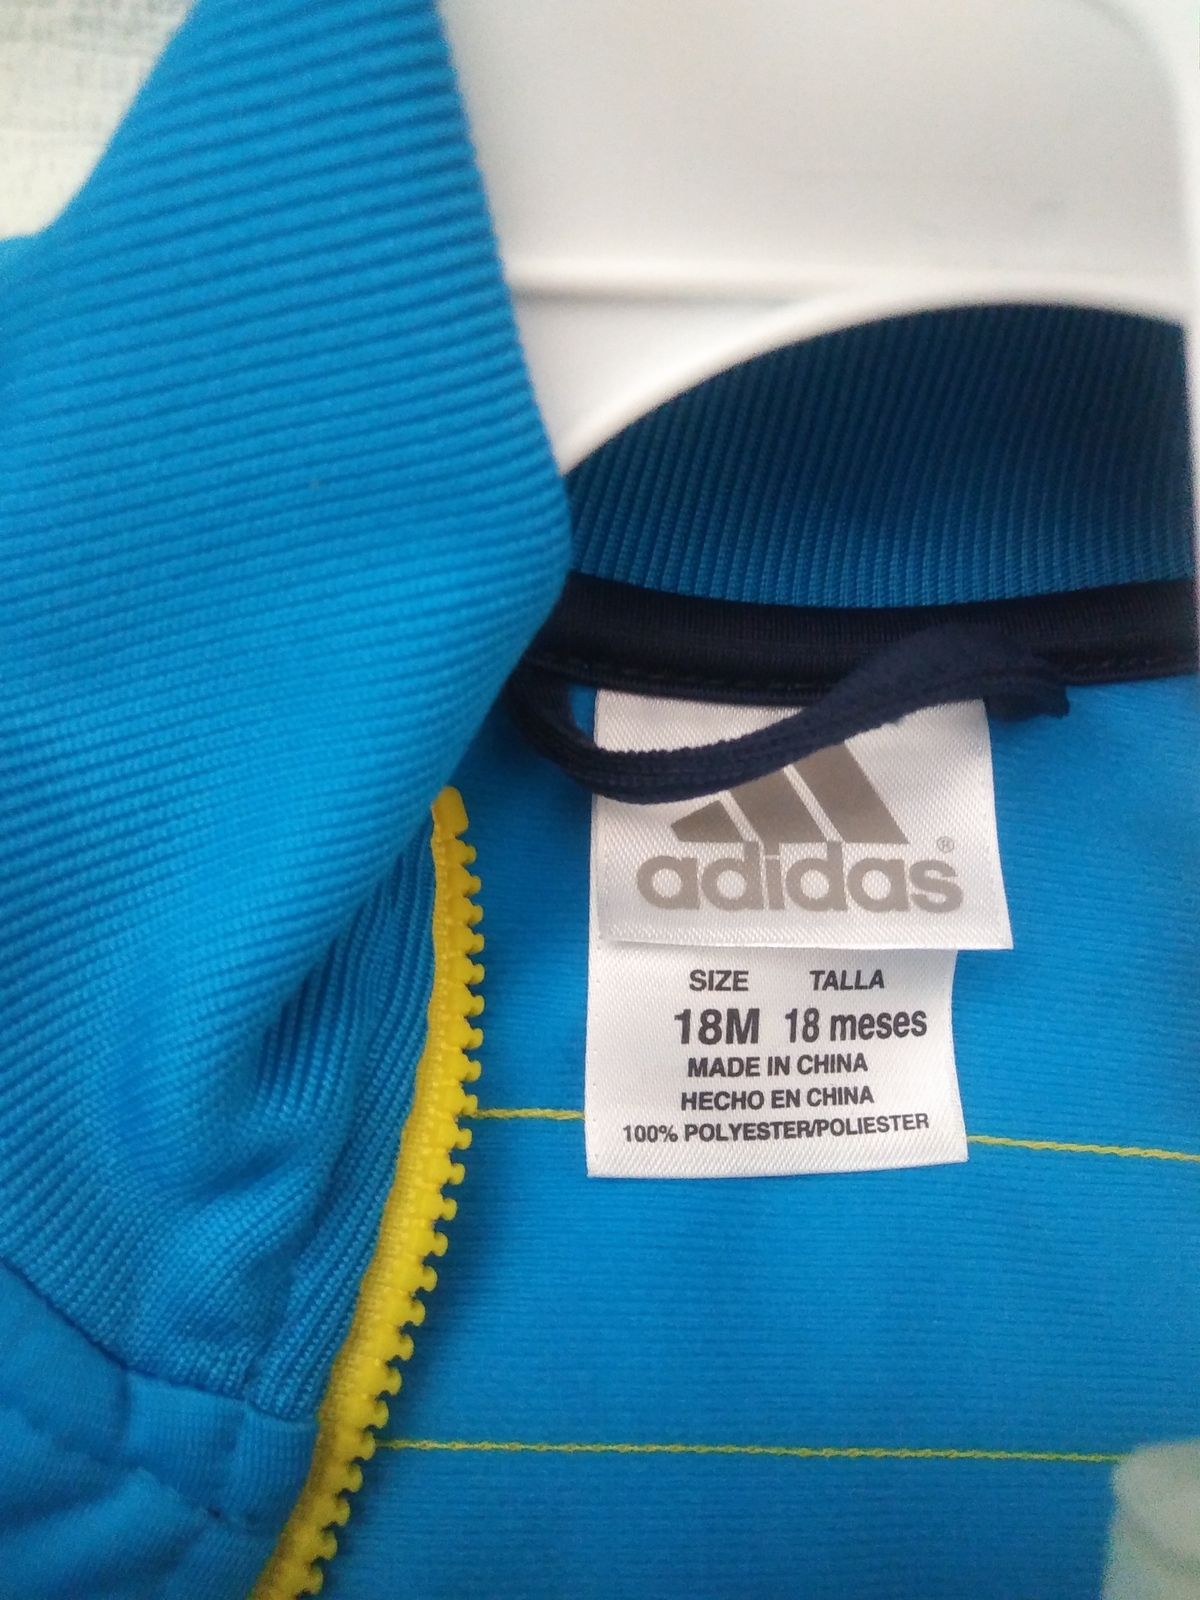 adidas®
SIZE TALLA
18M 18 meses
MADE IN CHINA
HECHO EN CHINA
100% POLYESTER/POLIESTER